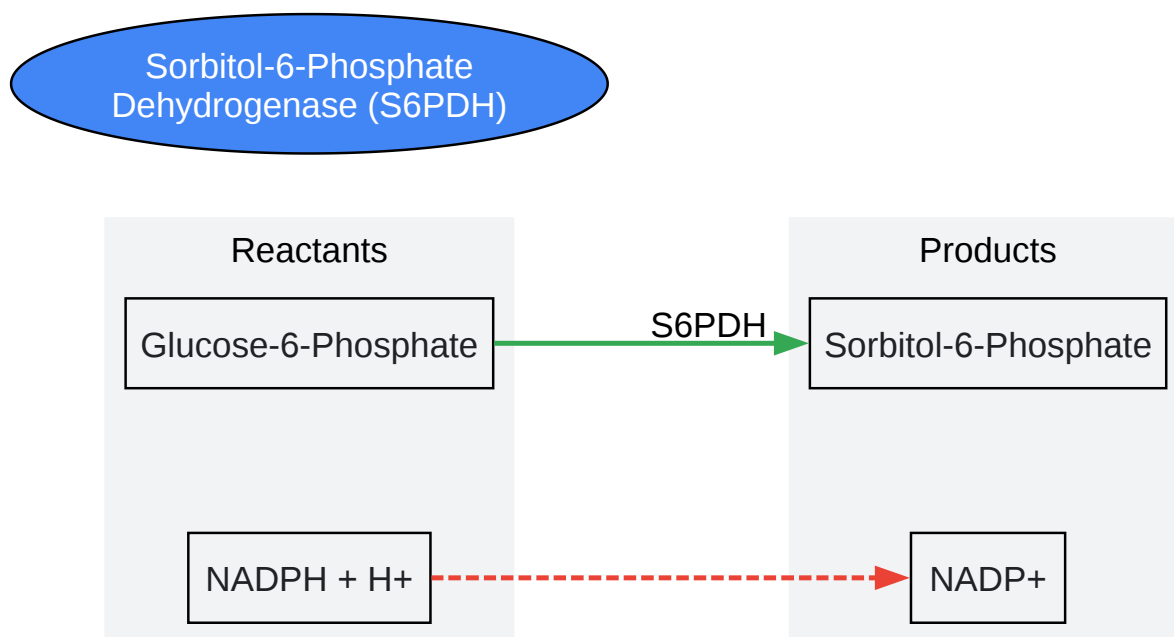 Sorbitol-6-Phosphate
Dehydrogenase (S6PDH)
Reactants
Products
Glucose-6-Phosphate
S6PDH
Sorbitol-6-Phosphate
NADPH + H+
NADP+